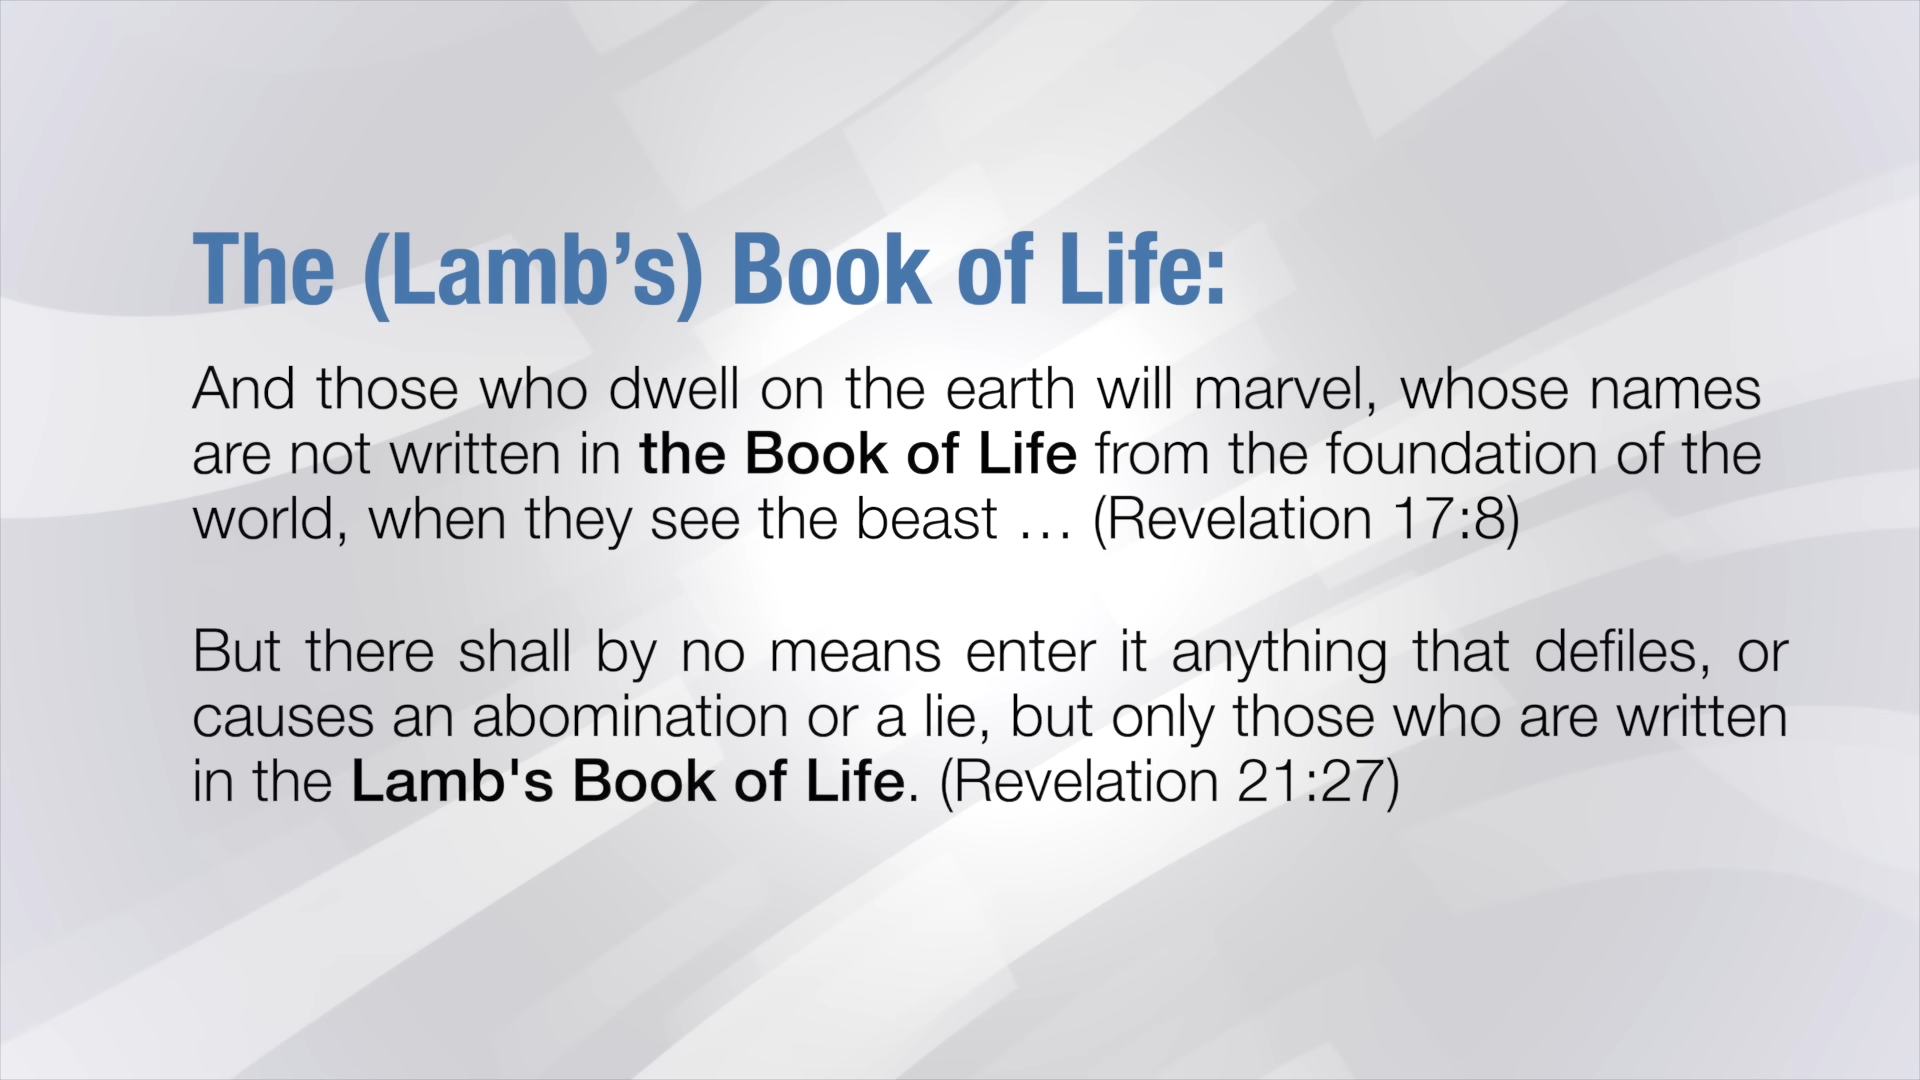 The (Lamb’s) Book of Life:
And those who dwell on the earth will marvel, whose names
are not written in the Book of Life from the foundation of the
world, when they see the beast … (Revelation 17:8)
But there shall by no means enter it anything that defiles, or
causes an abomination or a lie, but only those who are written
in the Lamb's Book of Life. (Revelation 21:27)